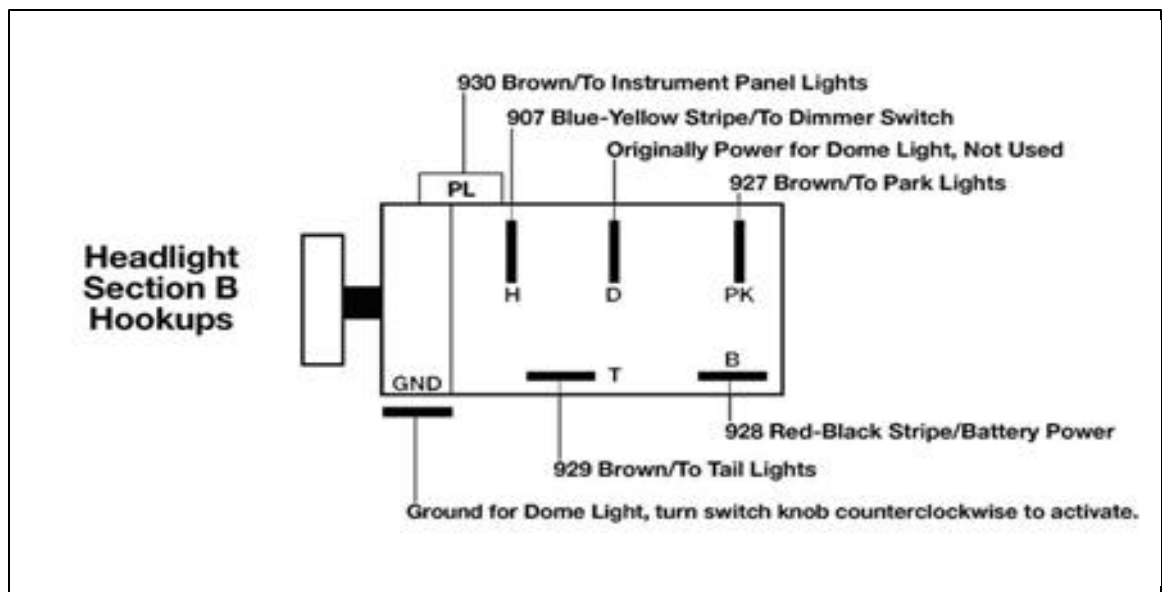 930 Brown/To Instrument Panel Lights
907 Blue-Yellow Stripe/To Dimmer Switch
Originally Power for Dome Light, Not Used
927 Brown/To Park Lights
PL
Headlight
Section B
Hookups
H
D
PK
B
T
GND
928 Red-Black Stripe/Battery Power
929 Brown/To Tail Lights
Ground for Dome Light, turn switch knob counterclockwise to activate.